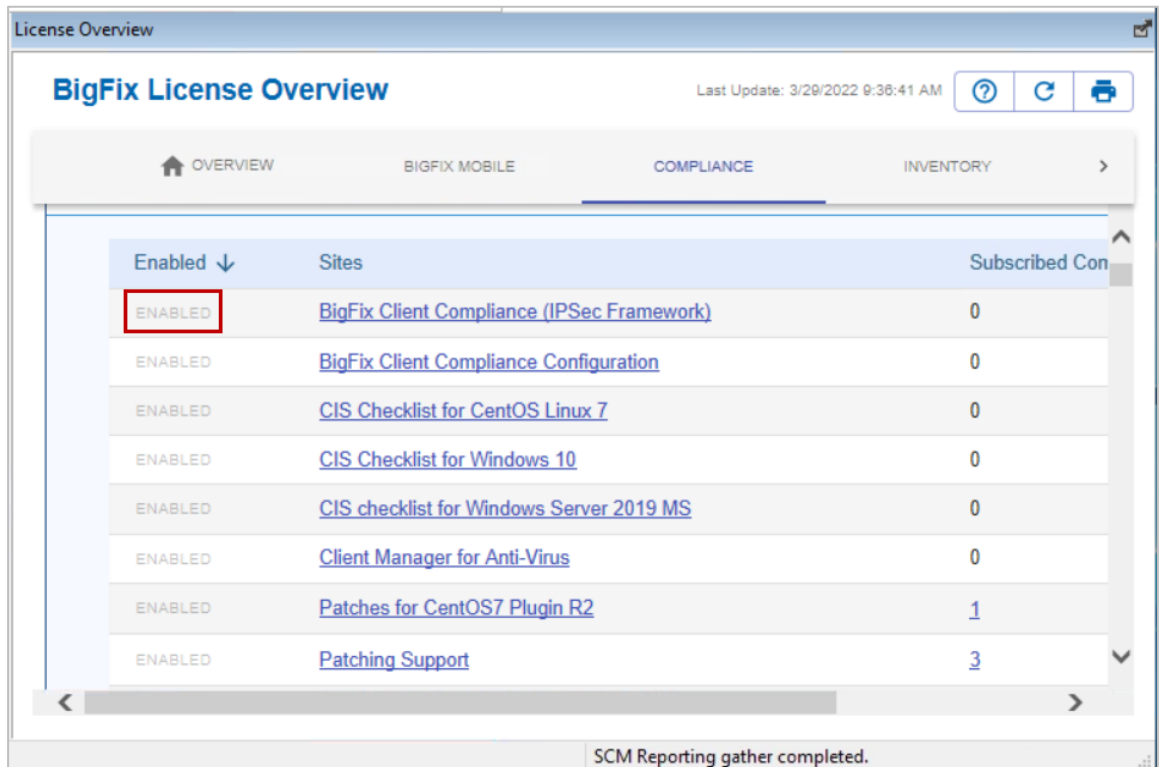 License Overview
BigFix License Overview
Last Update: 3/29/2022 9:36:41 AM
OVERVIEW BIGFIX MOBILE COMPLIANCE INVENTORY
Enabled Sites Subscribed Com
ENABLED BigFix Client Compliance (IPSec Framework) 0
ENABLED BigFix Client Compliance Configuration 0
ENABLED CIS Checklist for CentOS Linux 7 0
ENABLED CIS Checklist for Windows 10 0
ENABLED CIS checklist for Windows Server 2019 MS 0
ENABLED Client Manager for Anti-Virus 0
ENABLED Patches for CentOS7 Plugin R2 1
ENABLED Patching Support 3
SCM Reporting gather completed.